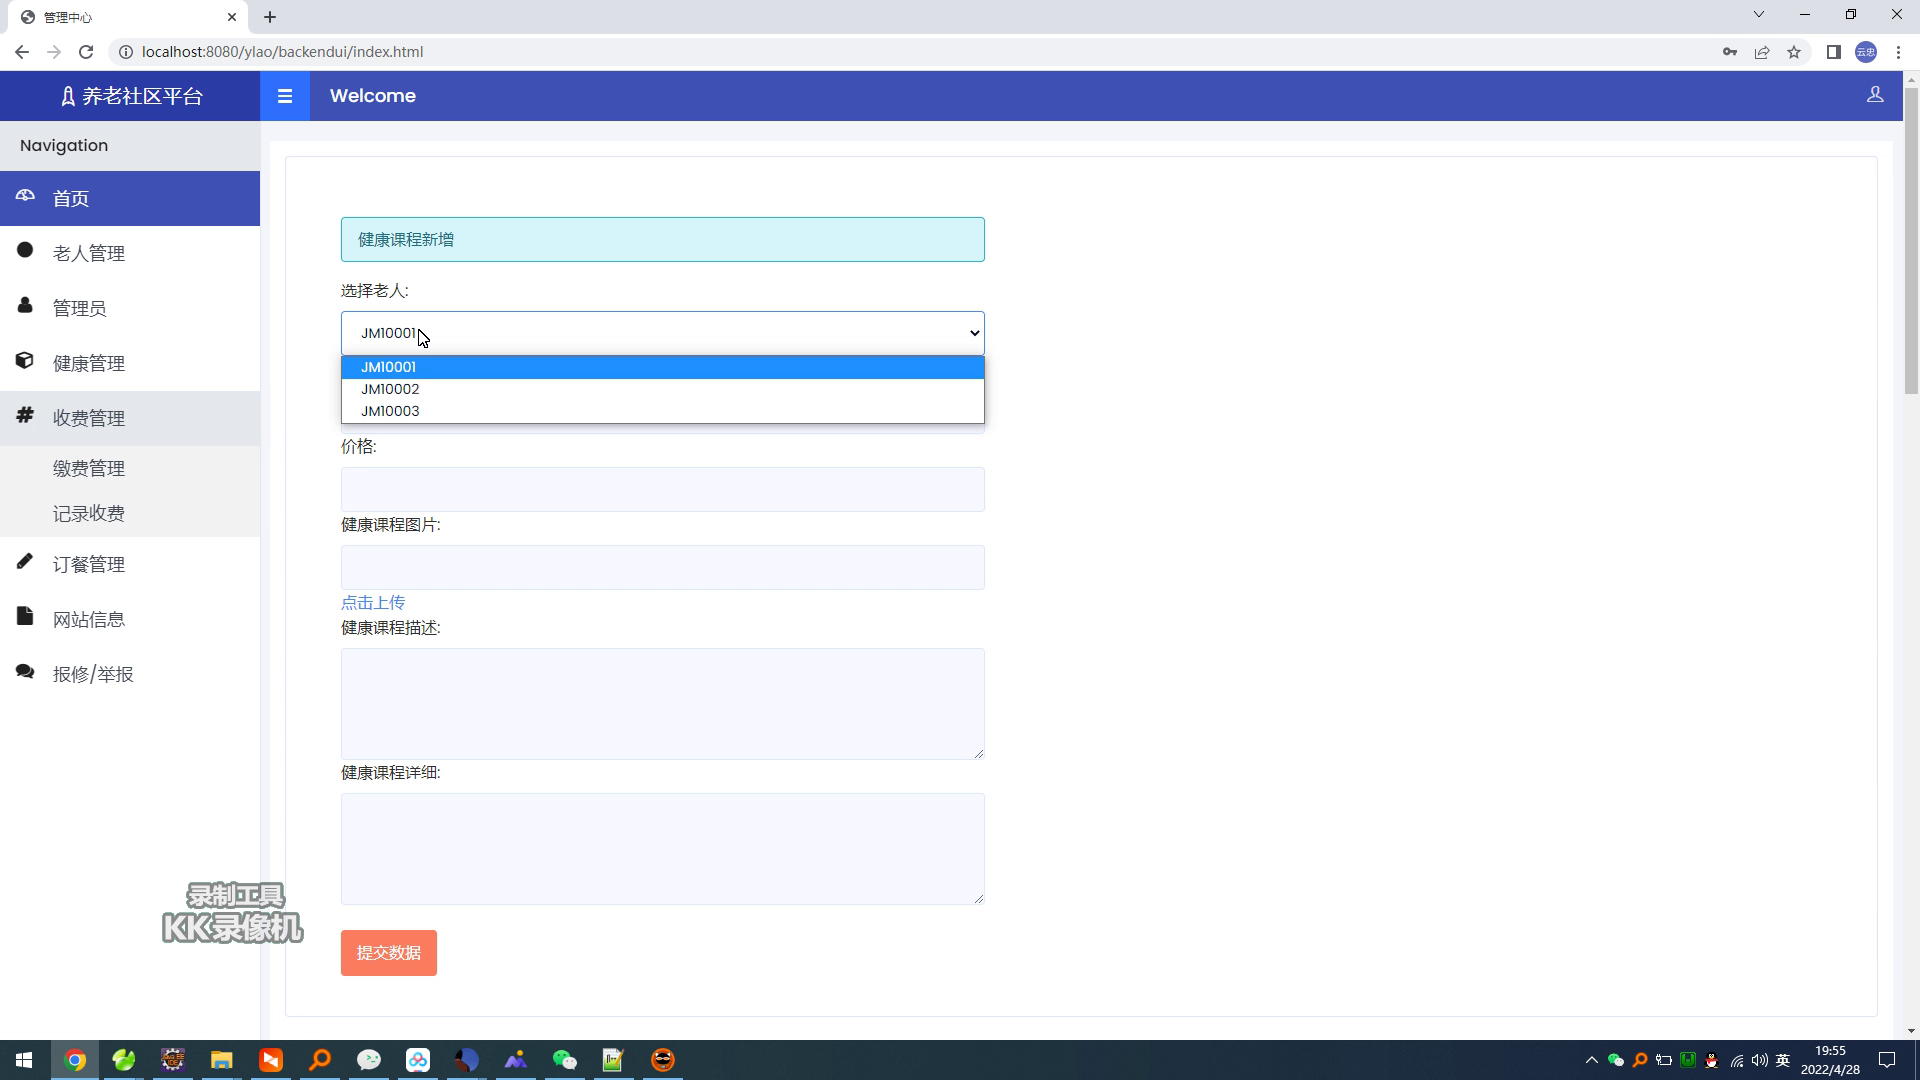 管理中心
localhost:8080/ylao/backendui/index.html
云忠
养老社区平台
Welcome
Navigation
首页
老人管理
管理员
健康管理
收费管理
缴费管理
记录收费
订餐管理
网站信息
报修/举报
健康课程新增
选择老人:
JM10001
JM10001
JM10002
JM10003
价格:
健康课程图片:
点击上传
健康课程描述:
健康课程详细:
提交数据
录制工具
KK录像机
英
19:55
2022/4/28